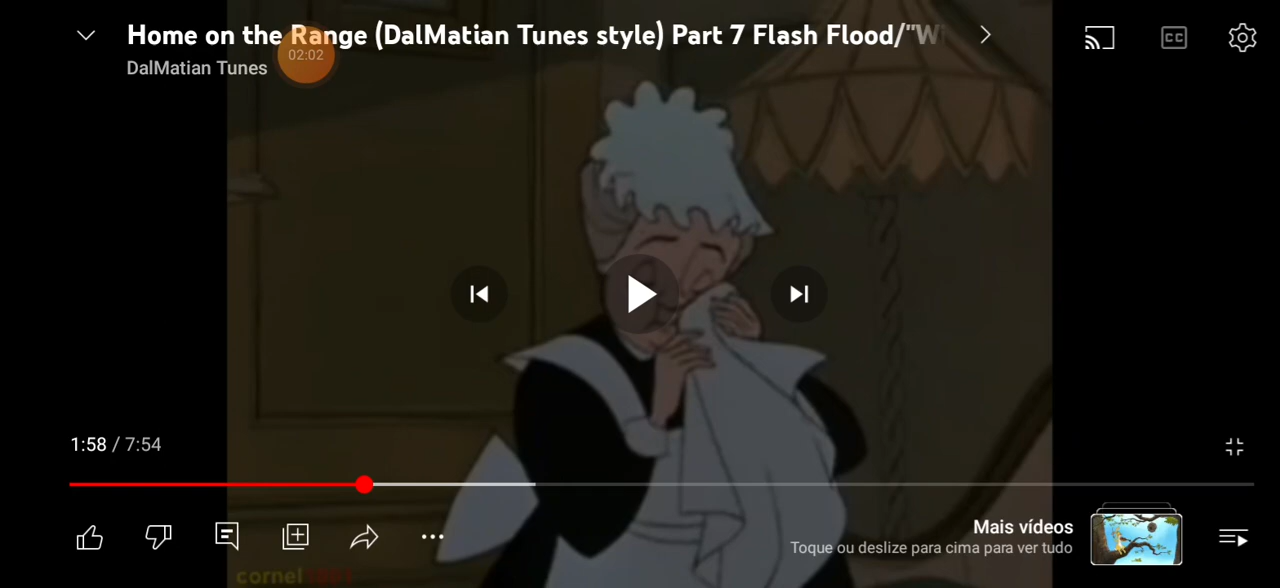 Home on the Range (DalMatian Tunes style) Part 7 Flash Flood/"W
02:02
DalMatian Tunes
CC
1:58 / 7:54
Mais vídeos
Toque ou deslize para cima para ver tudo
cornel